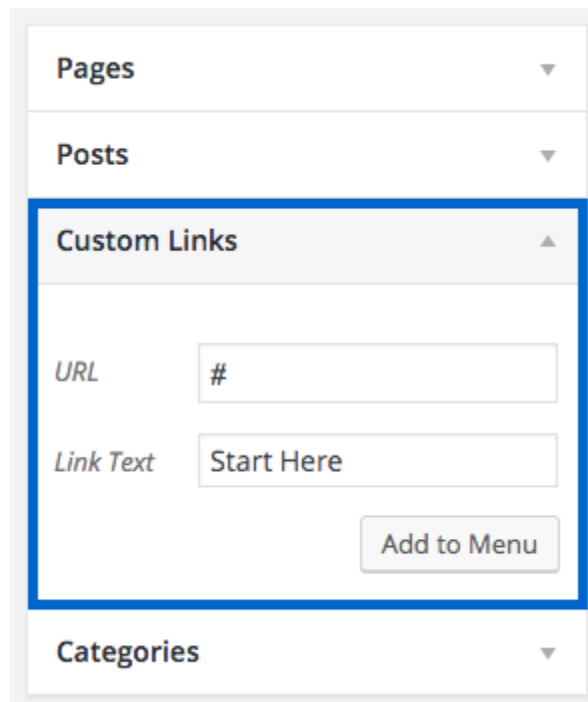 Pages
Posts
Custom Links
URL #
Link Text Start Here
Add to Menu
Categories